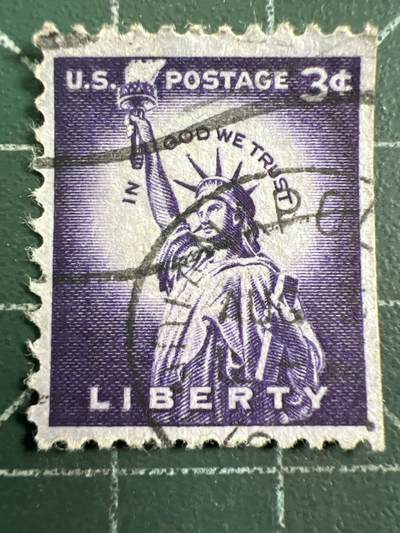 U.S. POSTAGE 3¢
IN GOD WE TRUST
LIBERTY